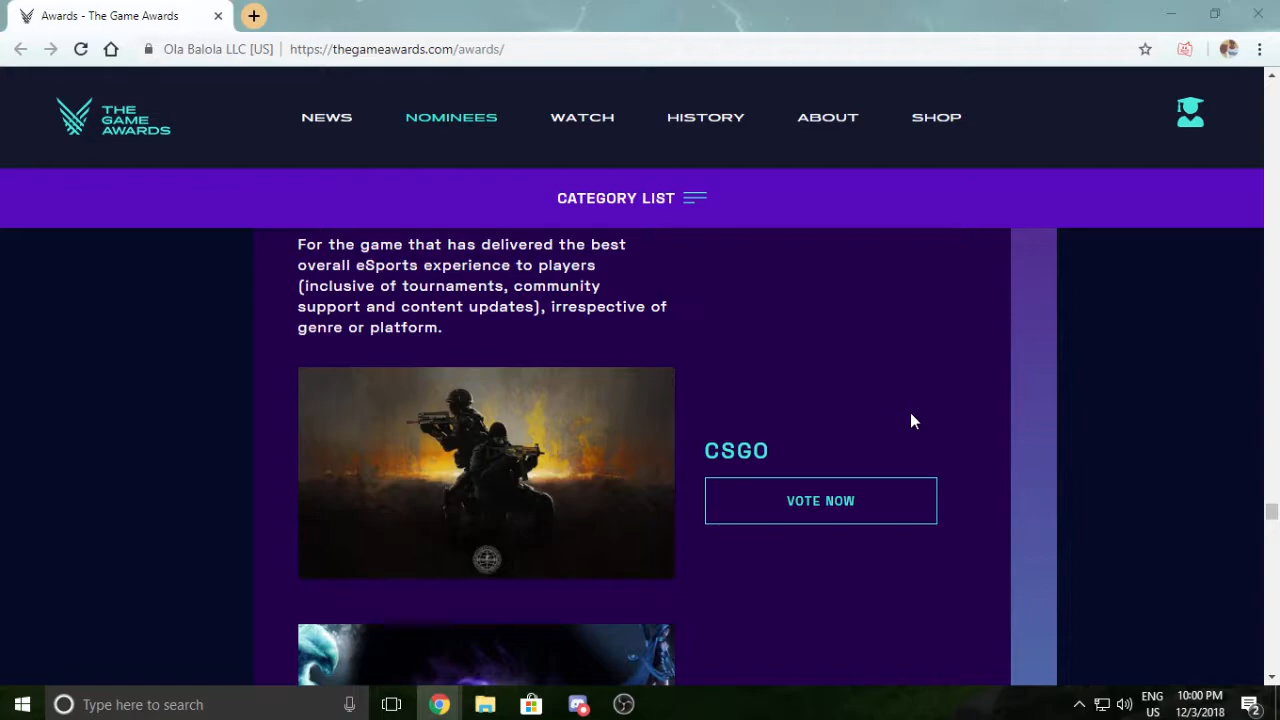 Awards - The Game Awards
Ola Balola LLC [US] https://thegameawards.com/awards/
THE
GAME
AWARDS
NEWS NOMINEES WATCH HISTORY ABOUT SHOP
CATEGORY LIST
For the game that has delivered the best
overall eSports experience to players
(inclusive of tournaments, community
support and content updates), irrespective of
genre or platform.
CSGO
VOTE NOW
Type here to search
ENG
US
10:00 PM
12/3/2018
2